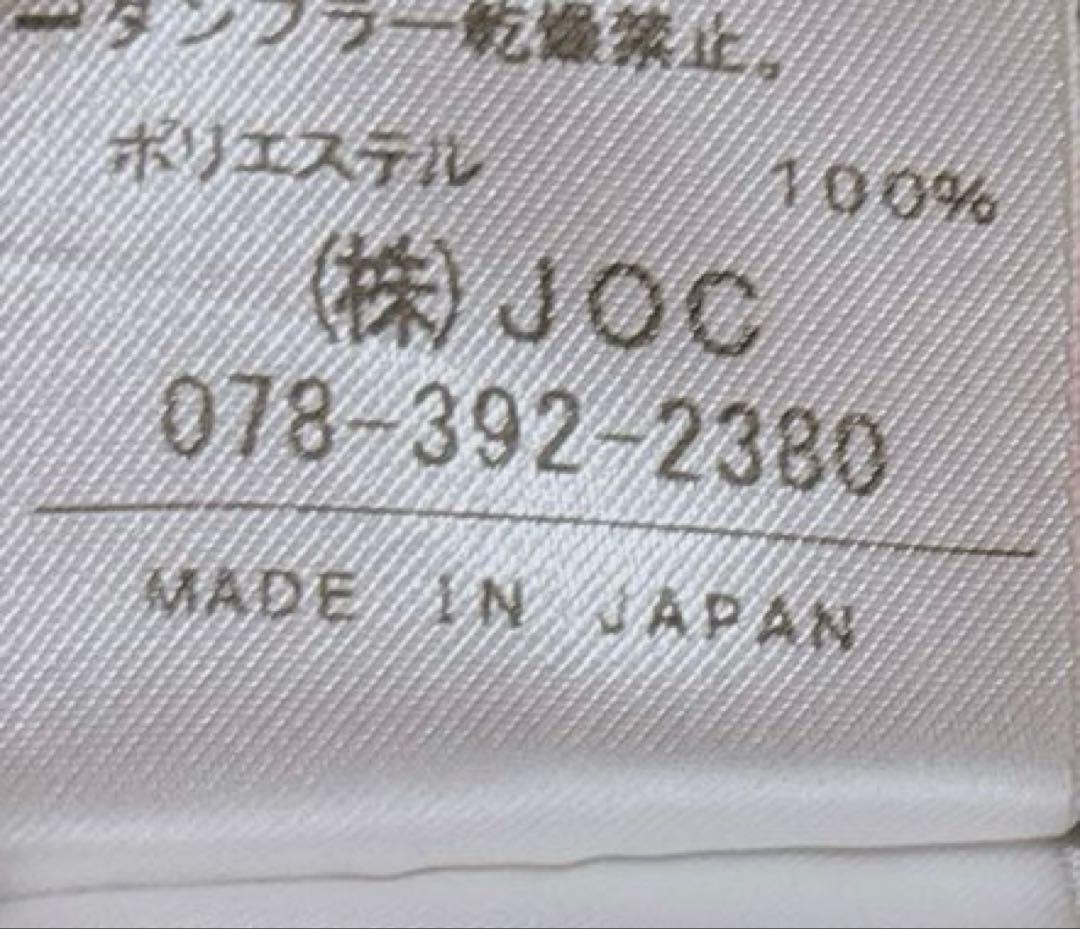 ータンブラー乾燥禁止。
ポリエステル 100%
(株)JOC
078-392-2380
MADE IN JAPAN